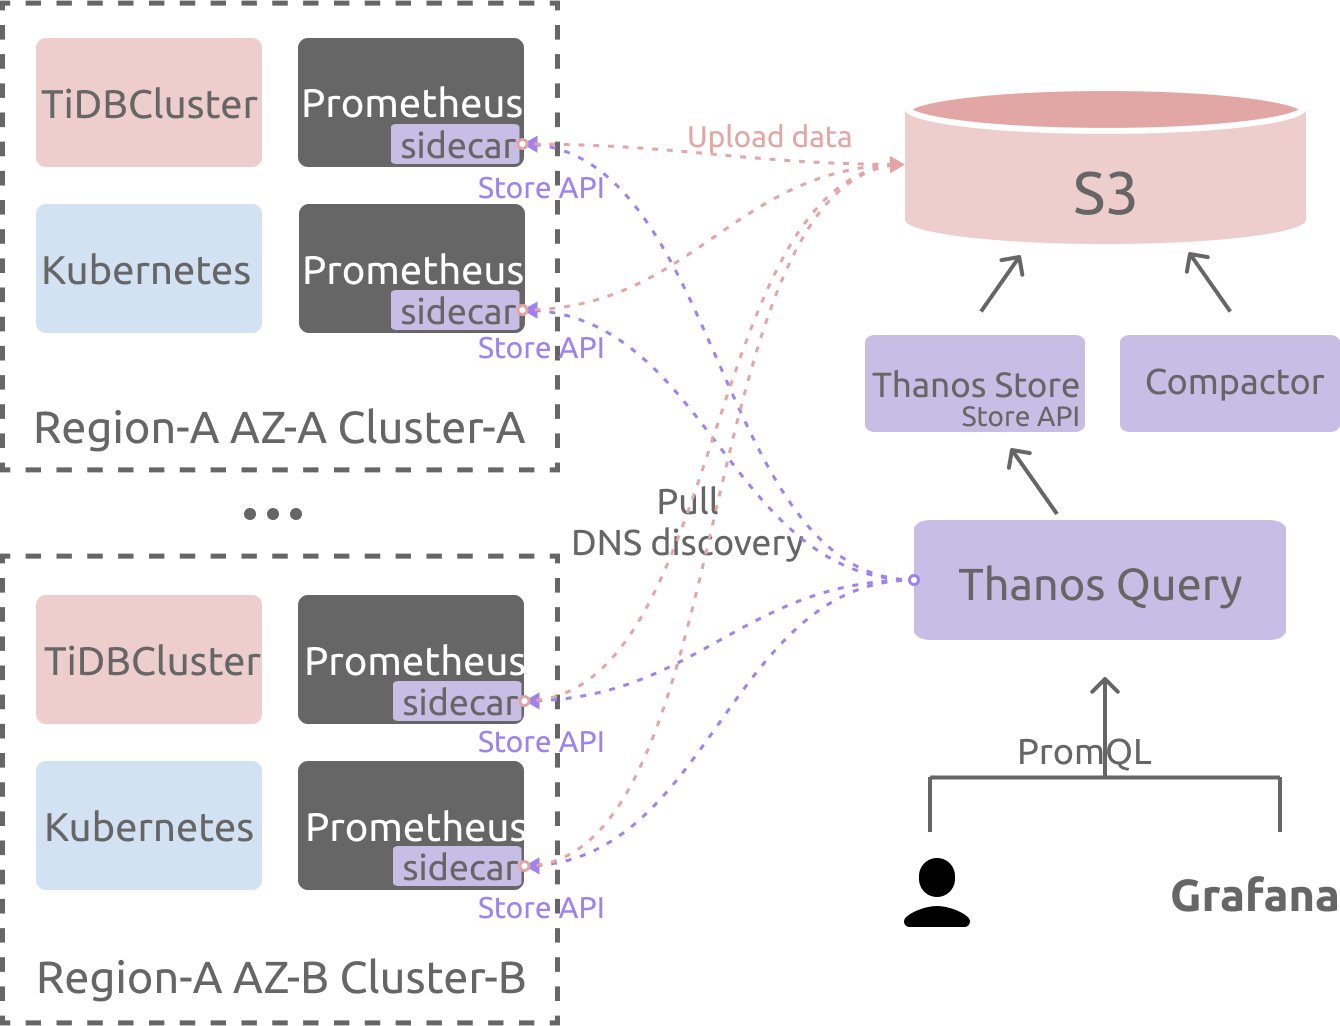 TiDBCluster
Prometheus
sidecar
Store API
Kubernetes
Prometheus
sidecar
Store API
Region-A AZ-A Cluster-A
...
TiDBCluster
Prometheus
sidecar
Store API
Kubernetes
Prometheus
sidecar
Store API
Region-A AZ-B Cluster-B
Upload data
Pull
DNS discovery
S3
Thanos Store
Store API
Compactor
Thanos Query
PromQL
Grafana